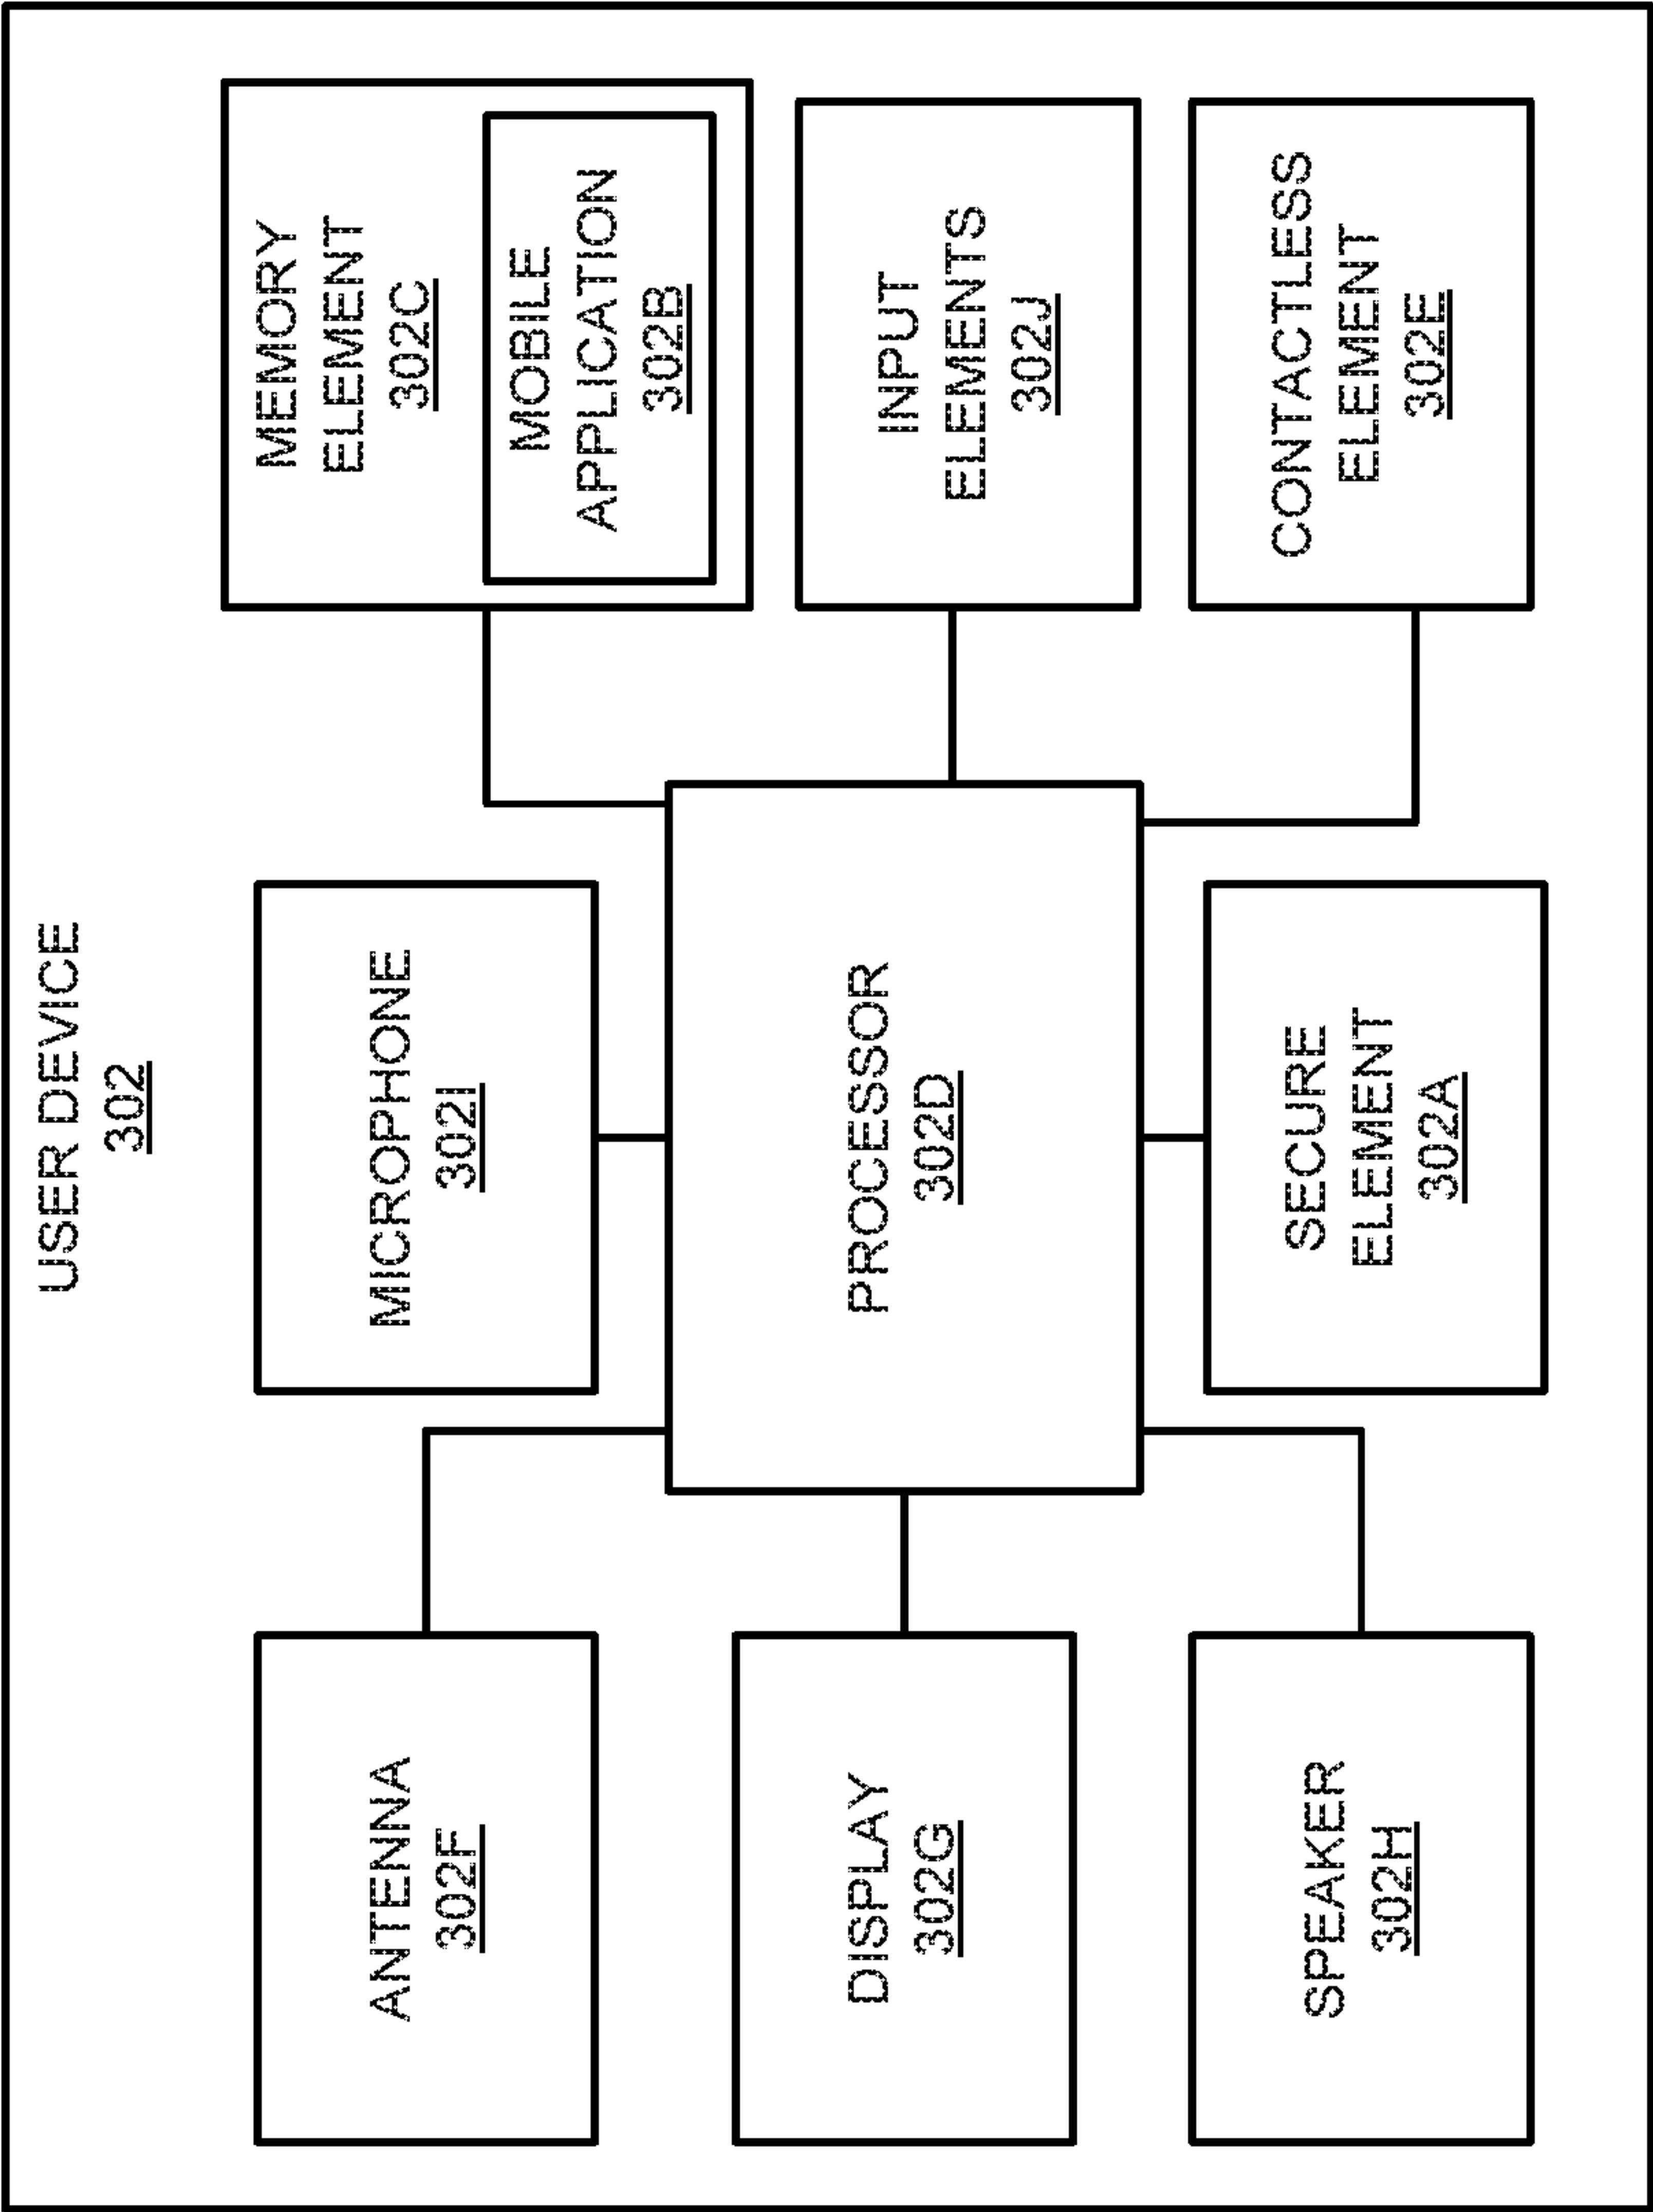 USER DEVICE
302
ANTENNA
302F
MICROPHONE
302I
MEMORY
ELEMENT
302C
MOBILE
APPLICATION
302B
DISPLAY
302G
PROCESSOR
302D
INPUT
ELEMENTS
302J
SPEAKER
302H
SECURE
ELEMENT
302A
CONTACTLESS
ELEMENT
302E